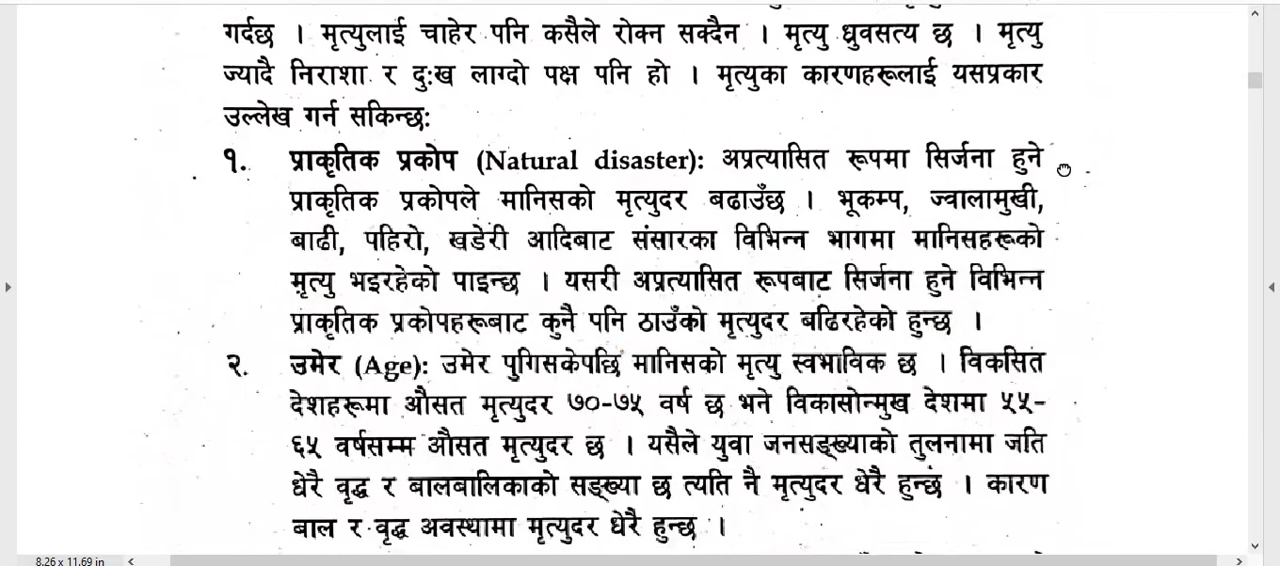 गर्दछ । मृत्युलाई चाहेर पनि कसैले रोक्न सक्दैन । मृत्यु ध्रुवसत्य छ । मृत्यु
ज्यादै निराशा र दुःख लाग्दो पक्ष पनि हो । मृत्युका कारणहरूलाई यसप्रकार
उल्लेख गर्न सकिन्छः
१. प्राकृतिक प्रकोप (Natural disaster): अप्रत्यासित रूपमा सिर्जना हुने
प्राकृतिक प्रकोपले मानिसको मृत्युदर बढाउँछ । भूकम्प, ज्वालामुखी,
बाढी, पहिरो, खडेरी आदिबाट संसारका विभिन्न भागमा मानिसहरूको
मृत्यु भइरहेको पाइन्छ । यसरी अप्रत्यासित रूपबाट सिर्जना हुने विभिन्न
प्राकृतिक प्रकोपहरूबाट कुनै पनि ठाउँको मृत्युदर बढिरहेको हुन्छ ।
२. उमेर (Age): उमेर पुगिसकेपछि मानिसको मृत्यु स्वभाविक छ । विकसित
देशहरूमा औसत मृत्युदर ७०-७५ वर्ष छ भने विकासोन्मुख देशमा ५५-
६५ वर्षसम्म औसत मृत्युदर छ । यसैले युवा जनसङ्ख्याको तुलनामा जति
धेरै वृद्ध र बालबालिकाको सङ्ख्या छ त्यति नै मृत्युदर धेरै हुन्छ । कारण
बाल र वृद्ध अवस्थामा मृत्युदर धेरै हुन्छ ।
8.26 x 11.69 in